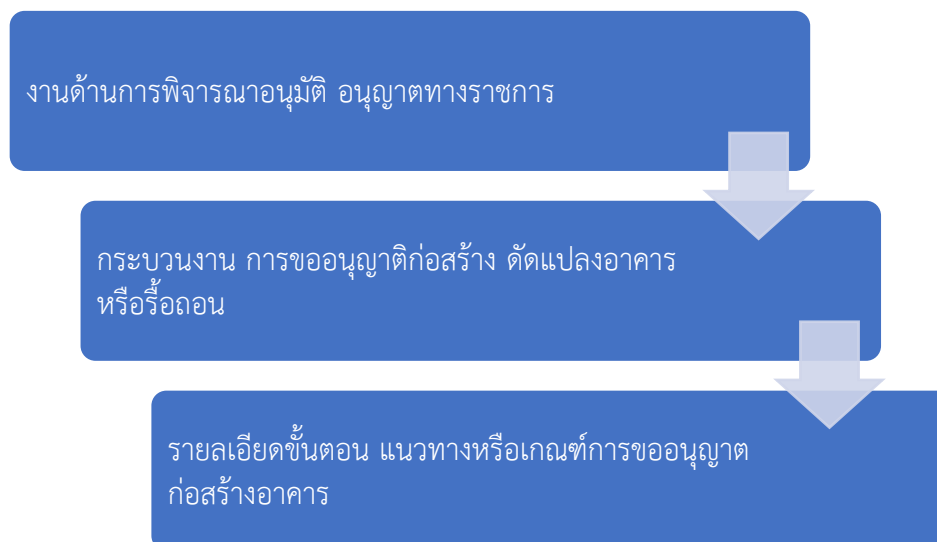 งานด้านการพิจารณาอนุมัติ อนุญาตทางราชการ
กระบวนงาน การขออนุญาติก่อสร้าง ดัดแปลงอาคาร
หรือรื้อถอน
รายลเอียดขั้นตอน แนวทางหรือเกณฑ์การขออนุญาต
ก่อสร้างอาคาร